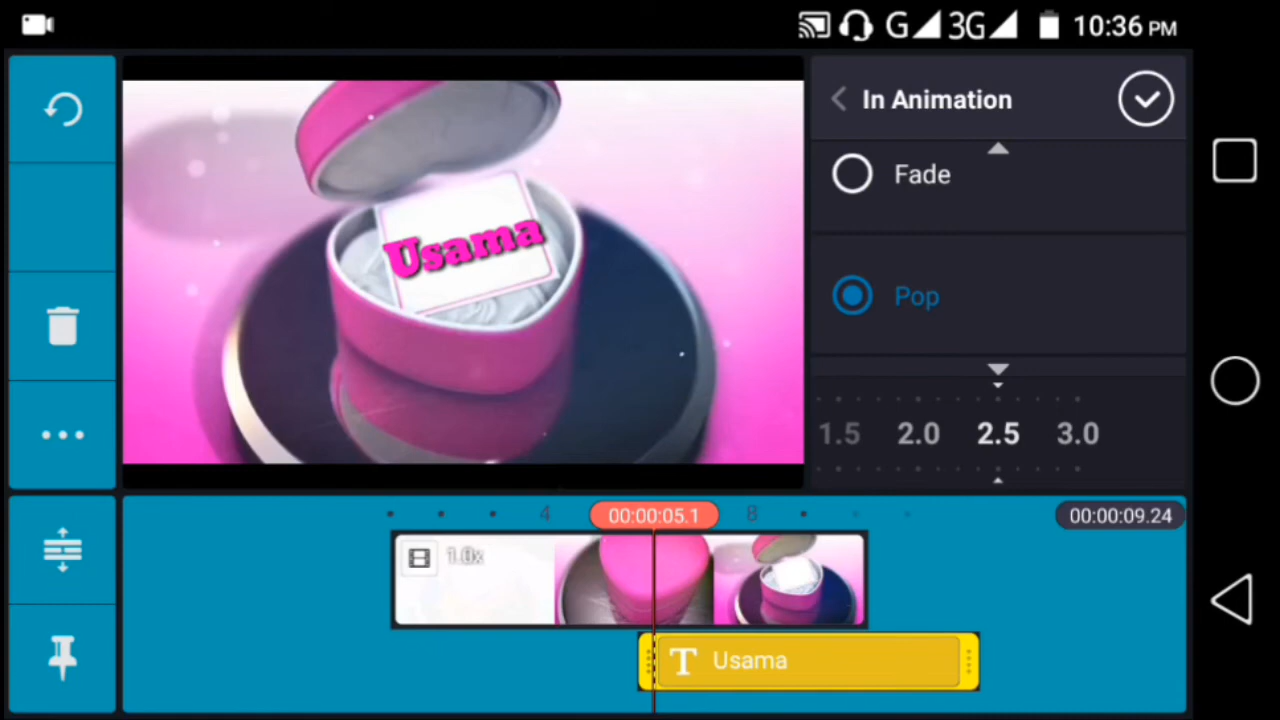 G 3G 10:36 PM
In Animation
Fade
Usama
Pop
1.5 2.0 2.5 3.0
4 00:00:05.1 8 00:00:09.24
1.0x
T Usama